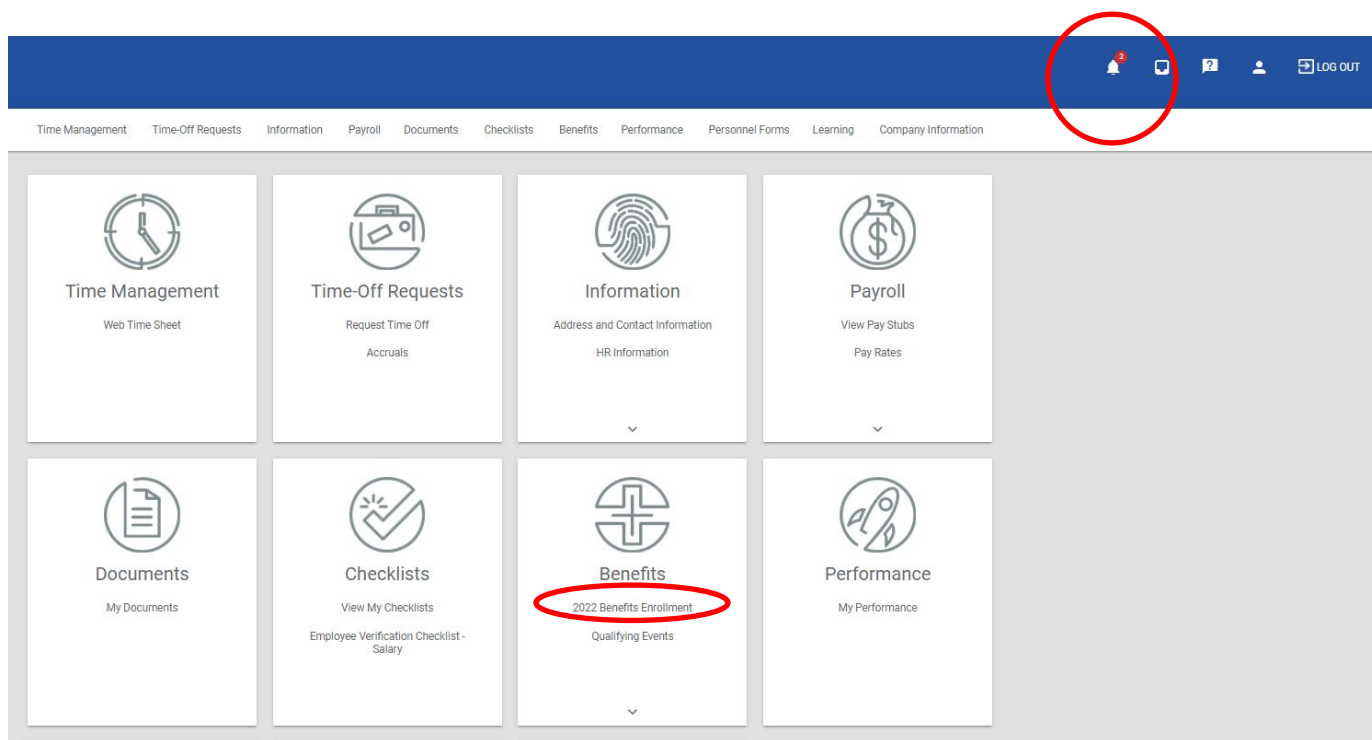 2
?
LOG OUT
Time Management Time-Off Requests Information Payroll Documents Checklists Benefits Performance Personnel Forms Learning Company Information
$
Time Management
Web Time Sheet
Time-Off Requests
Request Time Off
Accruals
Information
Address and Contact Information
HR Information
Payroll
View Pay Stubs
Pay Rates
Documents
My Documents
Checklists
View My Checklists
Employee Verification Checklist -
Salary
Benefits
2022 Benefits Enrollment
Qualifying Events
Performance
My Performance